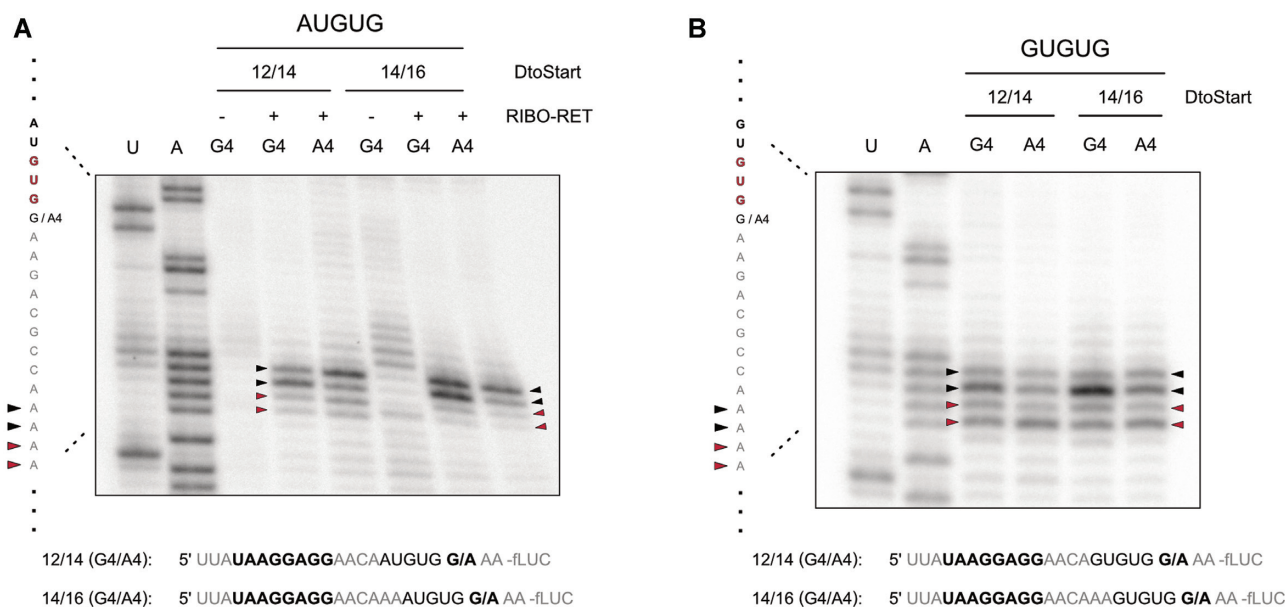 A
AUGUG
12/14 14/16 DtoStart
- + + - + + RIBO-RET
U A G4 G4 A4 G4 G4 A4
A
U
G
U
G
G / A4
A
A
G
A
C
G
C
C
A
A
A
A
A
12/14 (G4/A4): 5' UUAUAAGGAGGAACAAUGUG G/A AA -fLUC
14/16 (G4/A4): 5' UUAUAAGGAGGAACAAAAUGUG G/A AA -fLUC
B
GUGUG
12/14 14/16 DtoStart
U A G4 A4 G4 A4
G
U
G
U
G
G / A4
A
A
G
A
C
G
C
C
A
A
A
A
A
12/14 (G4/A4): 5' UUAUAAGGAGGAACAGUGUG G/A AA -fLUC
14/16 (G4/A4): 5' UUAUAAGGAGGAACAAAGUGUG G/A AA -fLUC